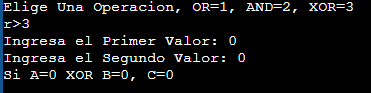 Elige Una Operacion, OR=1, AND=2, XOR=3
r>3
Ingresa el Primer Valor: 0
Ingresa el Segundo Valor: 0
Si A=0 XOR B=0, C=0